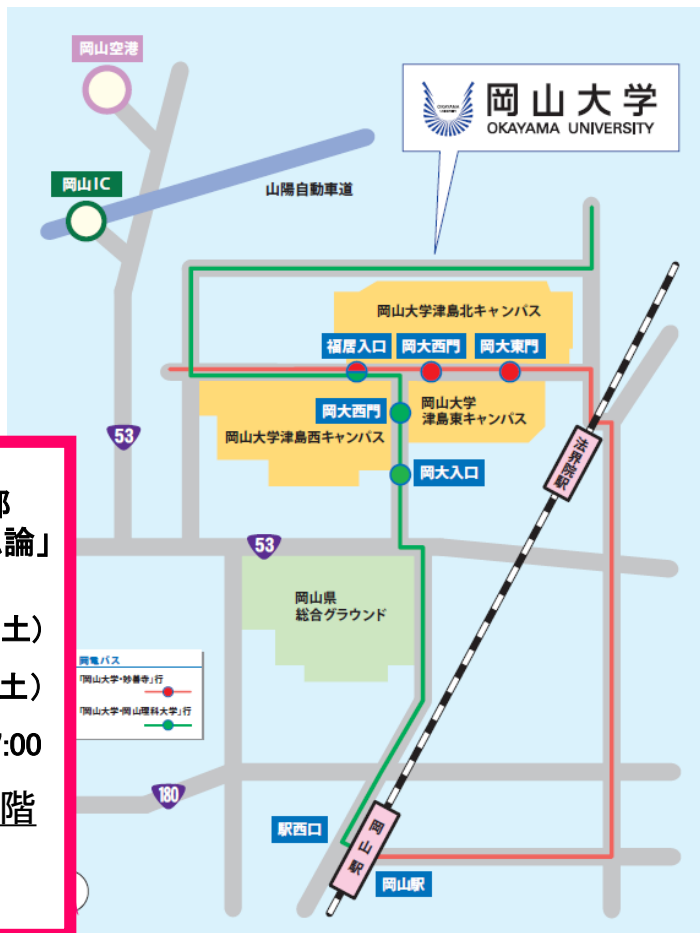 岡山空港
岡山大学
OKAYAMA UNIVERSITY
岡山IC
山陽自動車道
岡山大学津島北キャンパス
福居入口
岡大西門
岡大東門
岡大西門
岡山大学
津島東キャンパス
岡山大学津島西キャンパス
岡大入口
法界院駅
53
53
論」
土）
土）
:00
階
岡山県
総合グラウンド
岡電バス
「岡山大学・妙善寺」行
「岡山大学・岡山理科大学」行
180
駅西口
岡山駅
岡山駅